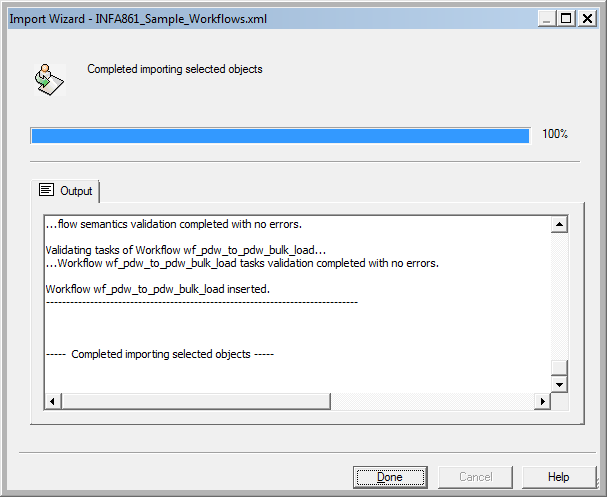 Import Wizard - INFA861_Sample_Workflows.xml
Completed importing selected objects
100%
Output
...flow semantics validation completed with no errors.
Validating tasks of Workflow wf_pdw_to_pdw_bulk_load...
...Workflow wf_pdw_to_pdw_bulk_load tasks validation completed with no errors.
Workflow wf_pdw_to_pdw_bulk_load inserted.
------------------------------------------------------------------------------
----- Completed importing selected objects -----
Done Cancel Help